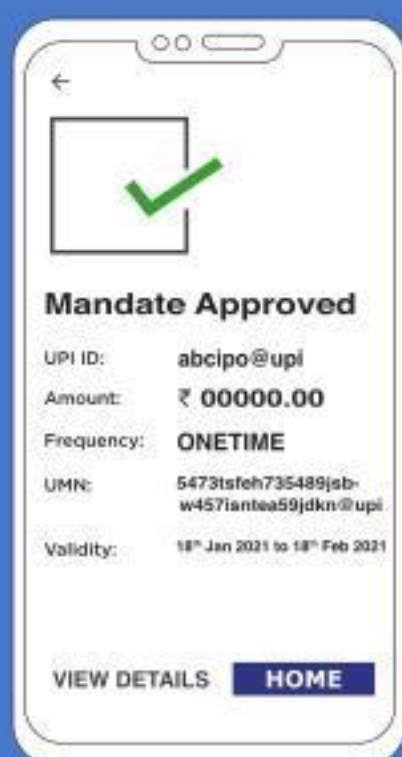 Mandate Approved
UPI ID: abcipo@upi
Amount: ₹ 00000.00
Frequency: ONETIME
UMN: 5473tsfeh735489jsb-
w457isntea59jdkn@upi
Validity: 18th Jan 2021 to 18th Feb 2021
VIEW DETAILS HOME